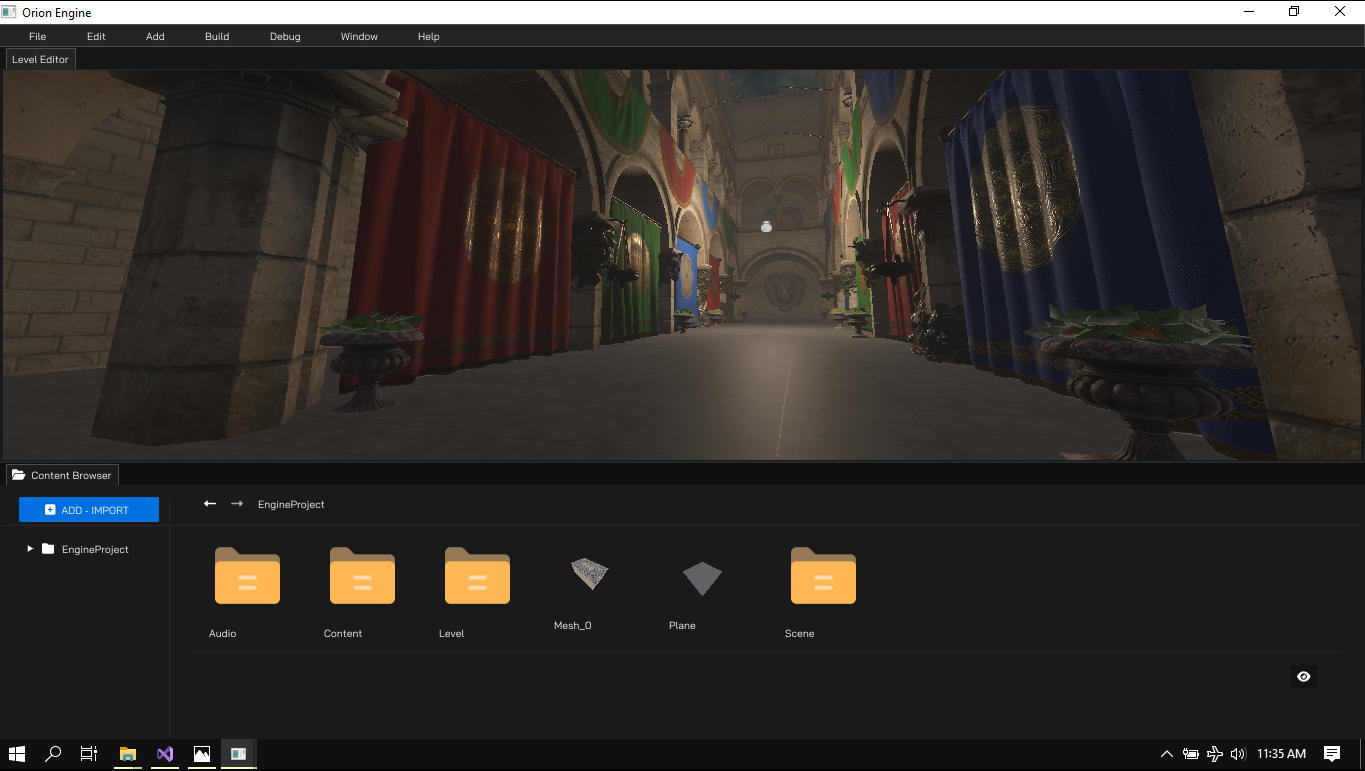 Orion Engine
File Edit Add Build Debug Window Help
Level Editor
Content Browser
ADD - IMPORT
EngineProject
EngineProject
Audio
Content
Level
Mesh_0
Plane
Scene
11:35 AM